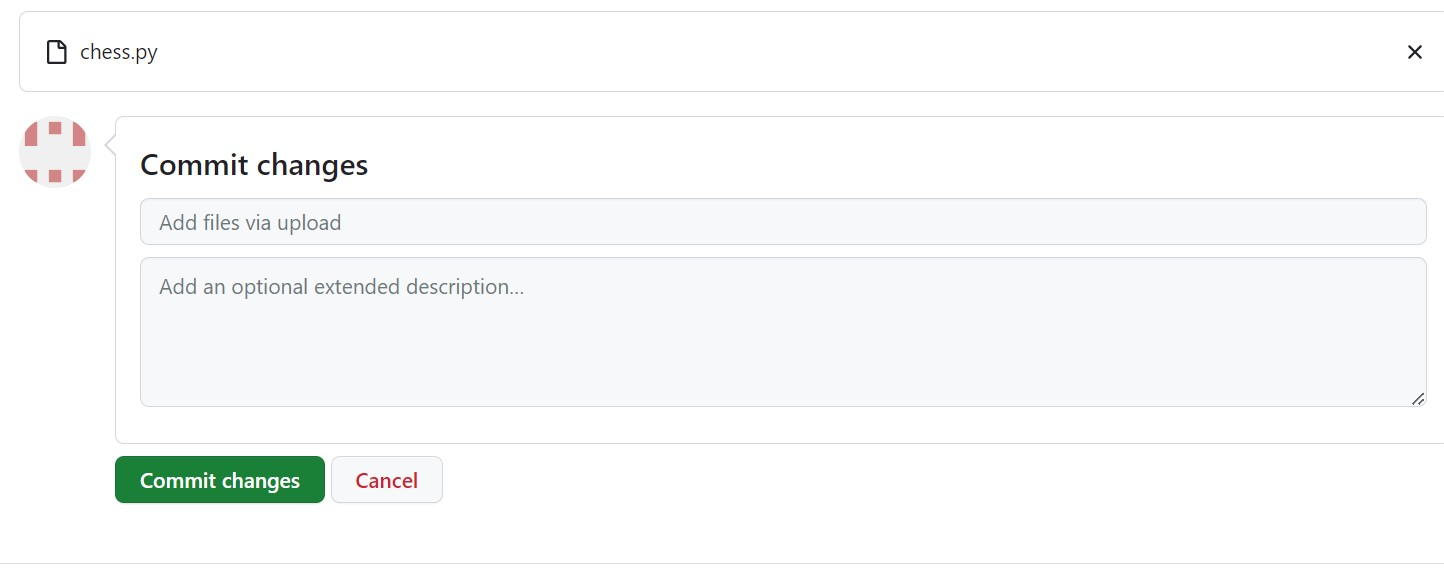 chess.py
Commit changes
Add files via upload
Add an optional extended description...
Commit changes
Cancel